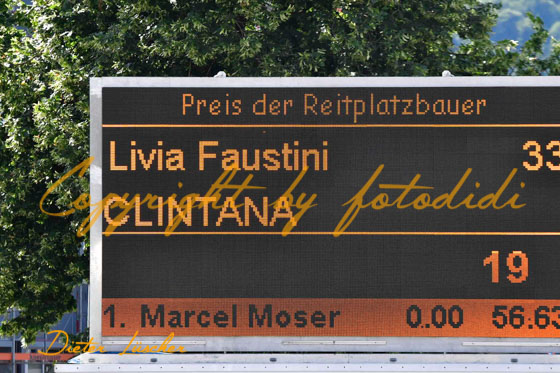 Preis der Reitplatzbauer
Livia Faustini 33
Copyright by fotodidi
CLINTANA
19
1. Marcel Moser 0.00 56.63
Dieter